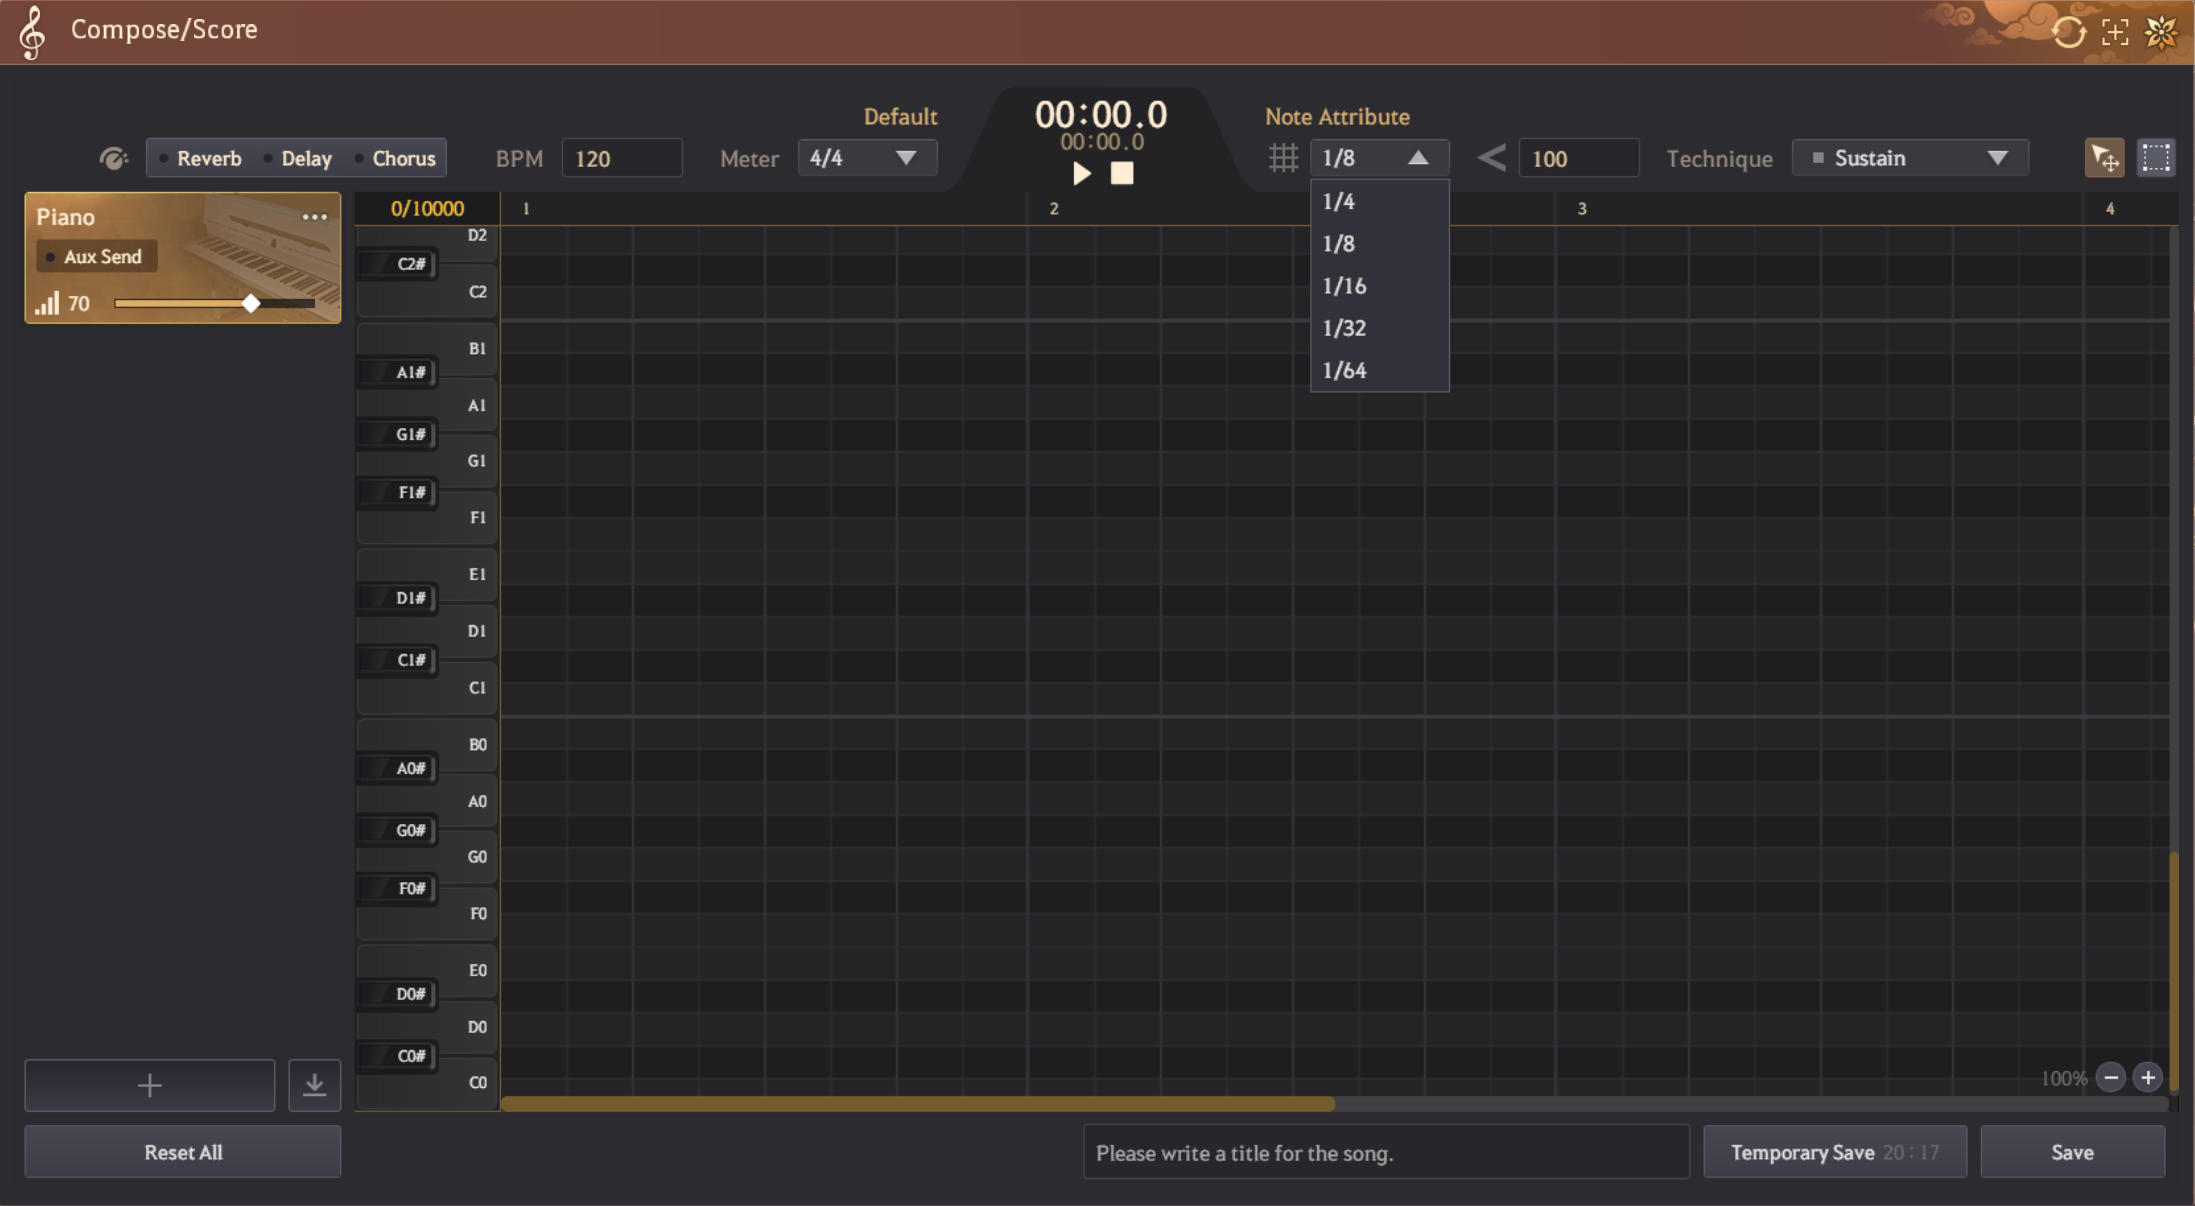 Compose/Score
Default
00:00.0
Note Attribute
00:00.0
Reverb Delay Chorus BPM 120 Meter 4/4 1/8 100 Technique Sustain
1/4
1/8
1/16
1/32
1/64
Piano
Aux Send
70
0/10000 1 2 3 4
D2
C2#
C2
B1
A1#
A1
G1#
G1
F1#
F1
E1
D1#
D1
C1#
C1
B0
A0#
A0
G0#
G0
F0#
F0
E0
D0#
D0
C0#
C0
100%
Reset All
Please write a title for the song.
Temporary Save 20:17
Save